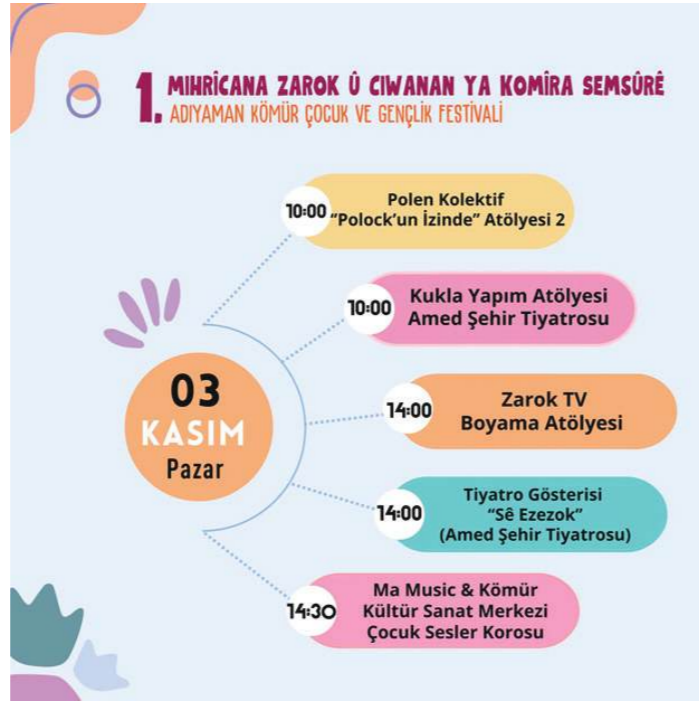 1. MIHRÎCANA ZAROK Û CIWANAN YA KOMÎRA SEMSÛRÊ
ADIYAMAN KÖMÜR ÇOCUK VE GENÇLİK FESTİVALİ
10:00
Polen Kolektif
"Polock'un İzinde" Atölyesi 2
10:00
Kukla Yapım Atölyesi
Amed Şehir Tiyatrosu
03
KASIM
Pazar
14:00
Zarok TV
Boyama Atölyesi
14:00
Tiyatro Gösterisi
"Sê Ezezok"
(Amed Şehir Tiyatrosu)
14:30
Ma Music & Kömür
Kültür Sanat Merkezi
Çocuk Sesler Korosu